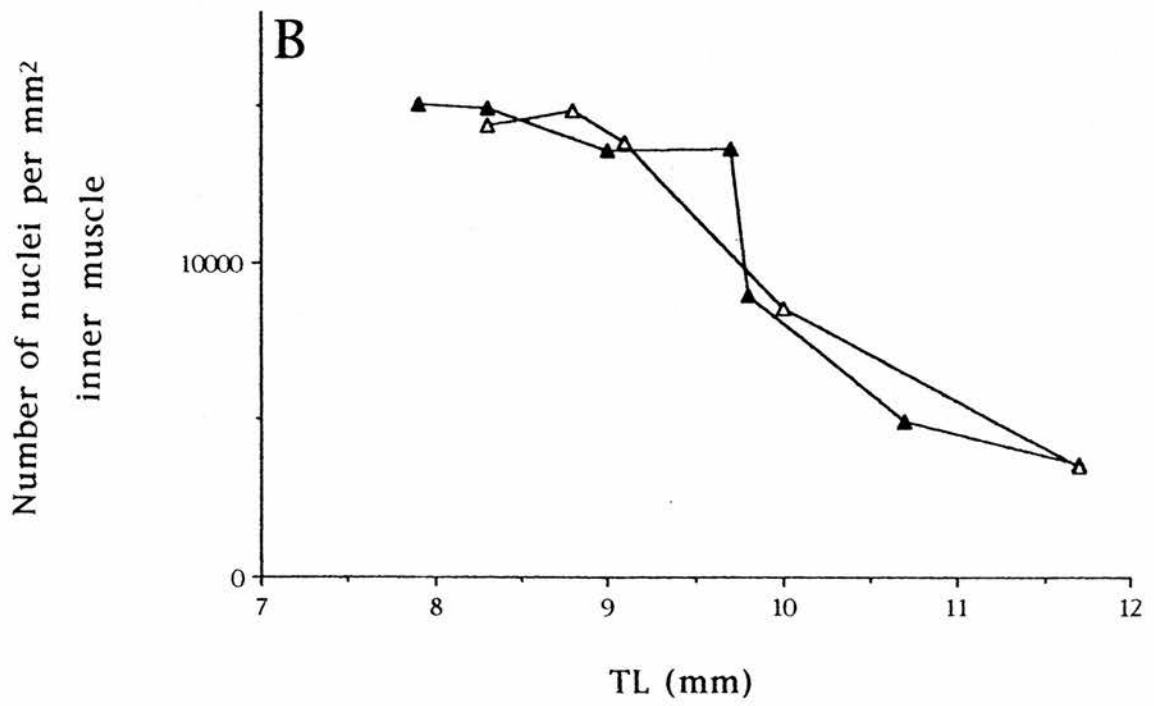 B
Number of nuclei per mm²
inner muscle
10000
0
7 8 9 10 11 12
TL (mm)